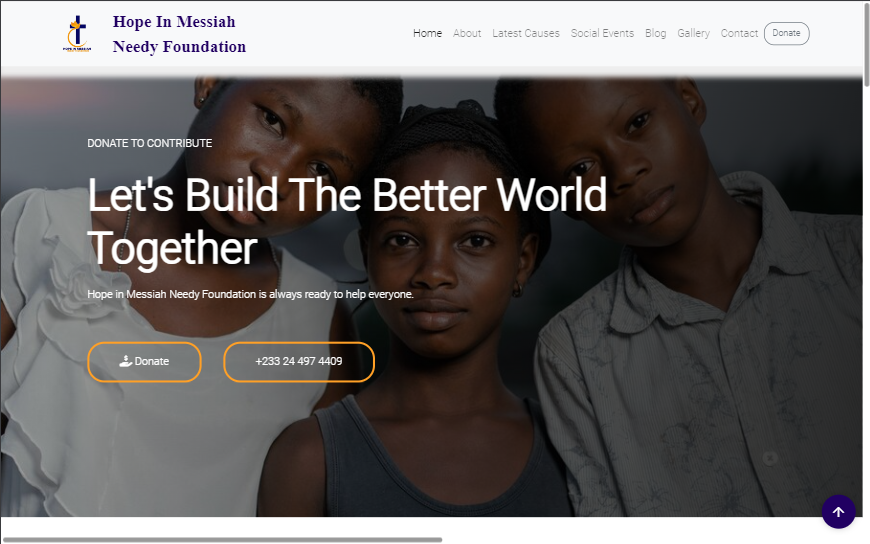 Hope In Messiah
Needy Foundation
Home About Latest Causes Social Events Blog Gallery Contact Donate
DONATE TO CONTRIBUTE
Let's Build The Better World
Together
Hope in Messiah Needy Foundation is always ready to help everyone.
Donate +233 24 497 4409